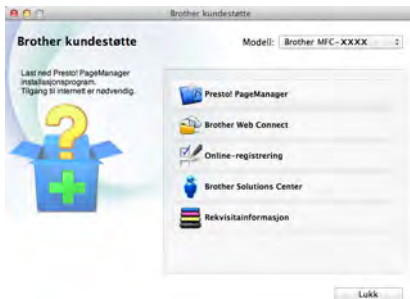 Brother kundestøtte
Brother kundestøtte
Modell: Brother MFC-XXXX
Last ned Presto! PageManager
installasjonsprogram.
Tilgang til internett er nødvendig.
Presto! PageManager
Brother Web Connect
Online-registrering
Brother Solutions Center
Rekvisitainformasjon
Lukk